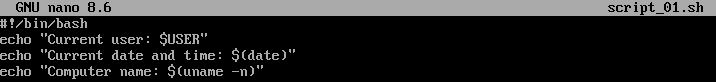 GNU nano 8.6 script_01.sh
#!/bin/bash
echo "Current user: $USER"
echo "Current date and time: $(date)"
echo "Computer name: $(uname -n)"